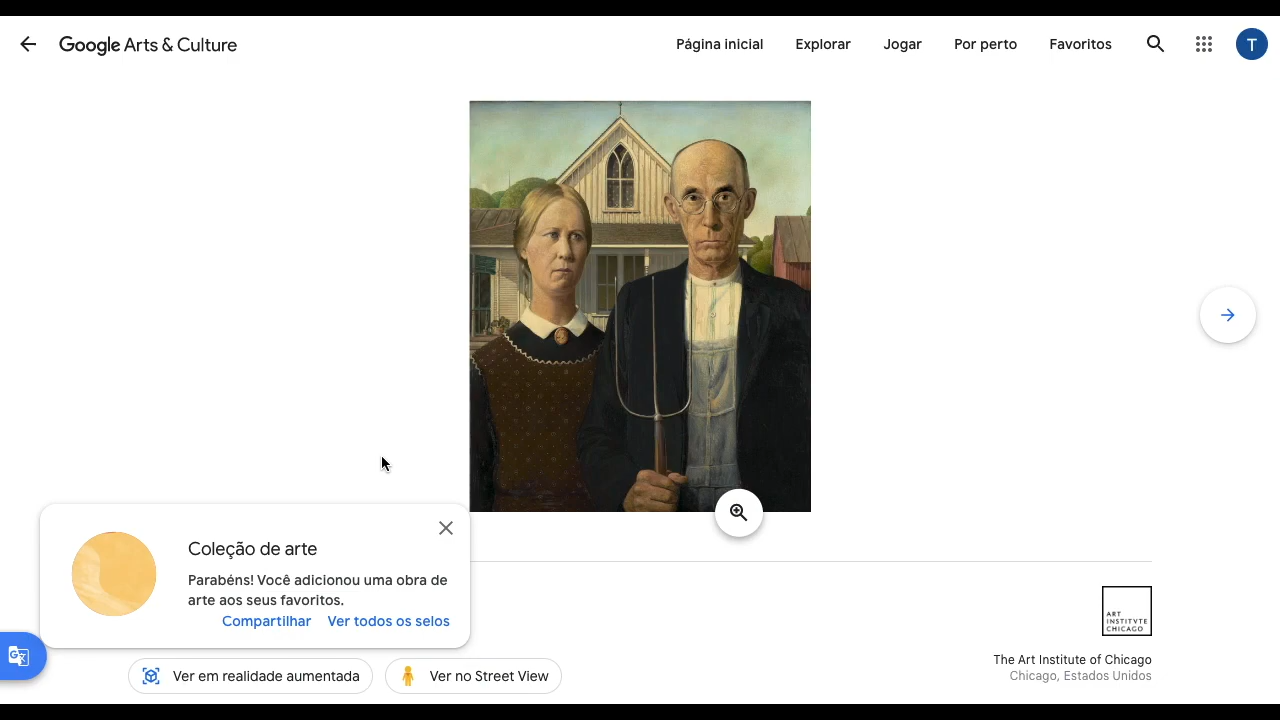 Google Arts & Culture
Página inicial
Explorar
Jogar
Por perto
Favoritos
T
Coleção de arte
Parabéns! Você adicionou uma obra de
arte aos seus favoritos.
Compartilhar
Ver todos os selos
Ver em realidade aumentada
Ver no Street View
ART
INSTITVTE
CHICAGO
The Art Institute of Chicago
Chicago, Estados Unidos